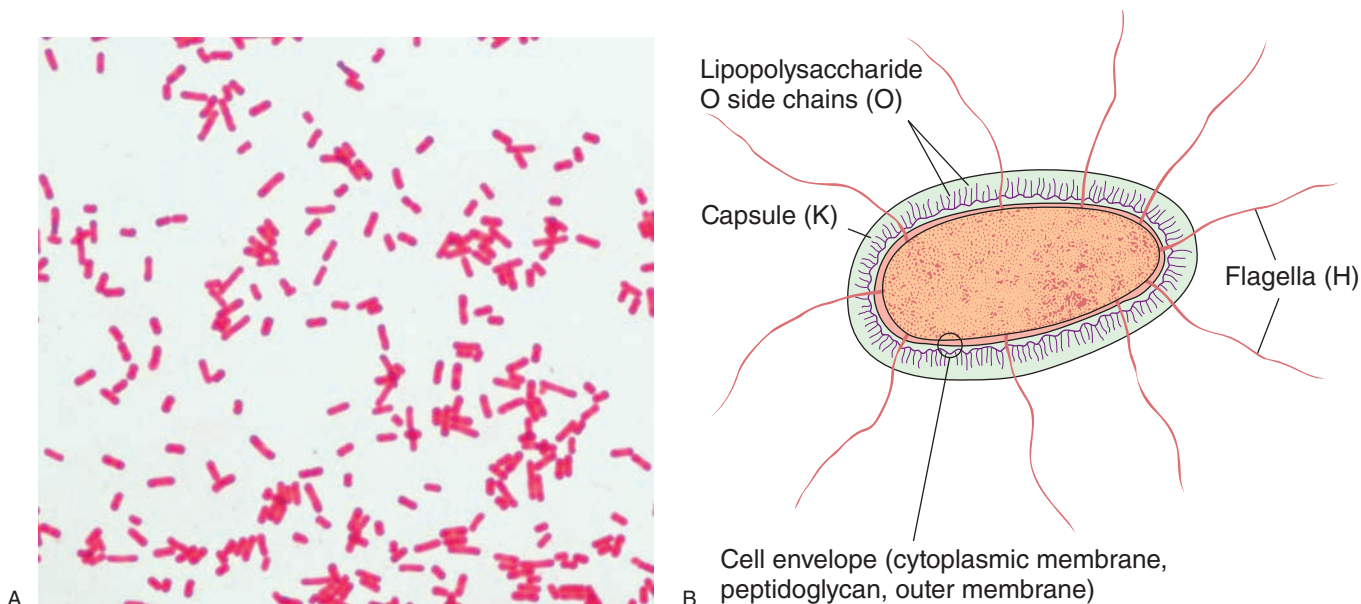 Lipopolysaccharide
O side chains (O)
Capsule (K)
Flagella (H)
Cell envelope (cytoplasmic membrane,
peptidoglycan, outer membrane)
A
B